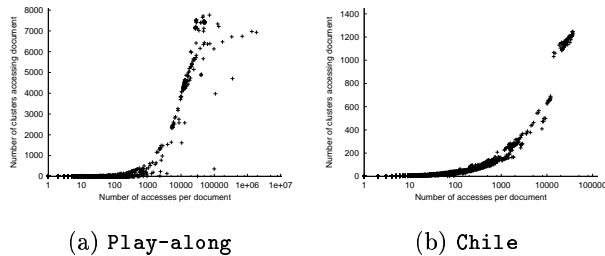 Number of clusters accessing document
8000
7000
6000
5000
4000
3000
2000
1000
0
1 10 100 1000 10000 100000 1e+06 1e+07
Number of accesses per document
(a) Play-along
Number of clusters accessing document
1400
1200
1000
800
600
400
200
0
1 10 100 1000 10000 100000
Number of accesses per document
(b) Chile